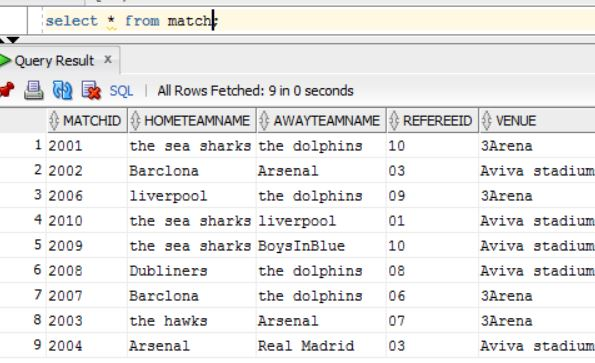 select * from match;
Query Result x
SQL | All Rows Fetched: 9 in 0 seconds
MATCHID HOMETEAMNAME AWAYTEAMNAME REFEREEID VENUE
1 2001 the sea sharks the dolphins 10 3Arena
2 2002 Barclona Arsenal 03 Aviva stadium
3 2006 liverpool the dolphins 09 3Arena
4 2010 the sea sharks liverpool 01 Aviva stadium
5 2009 the sea sharks BoysInBlue 10 Aviva stadium
6 2008 Dubliners the dolphins 08 Aviva stadium
7 2007 Barclona the dolphins 06 3Arena
8 2003 the hawks Arsenal 07 3Arena
9 2004 Arsenal Real Madrid 03 Aviva stadium